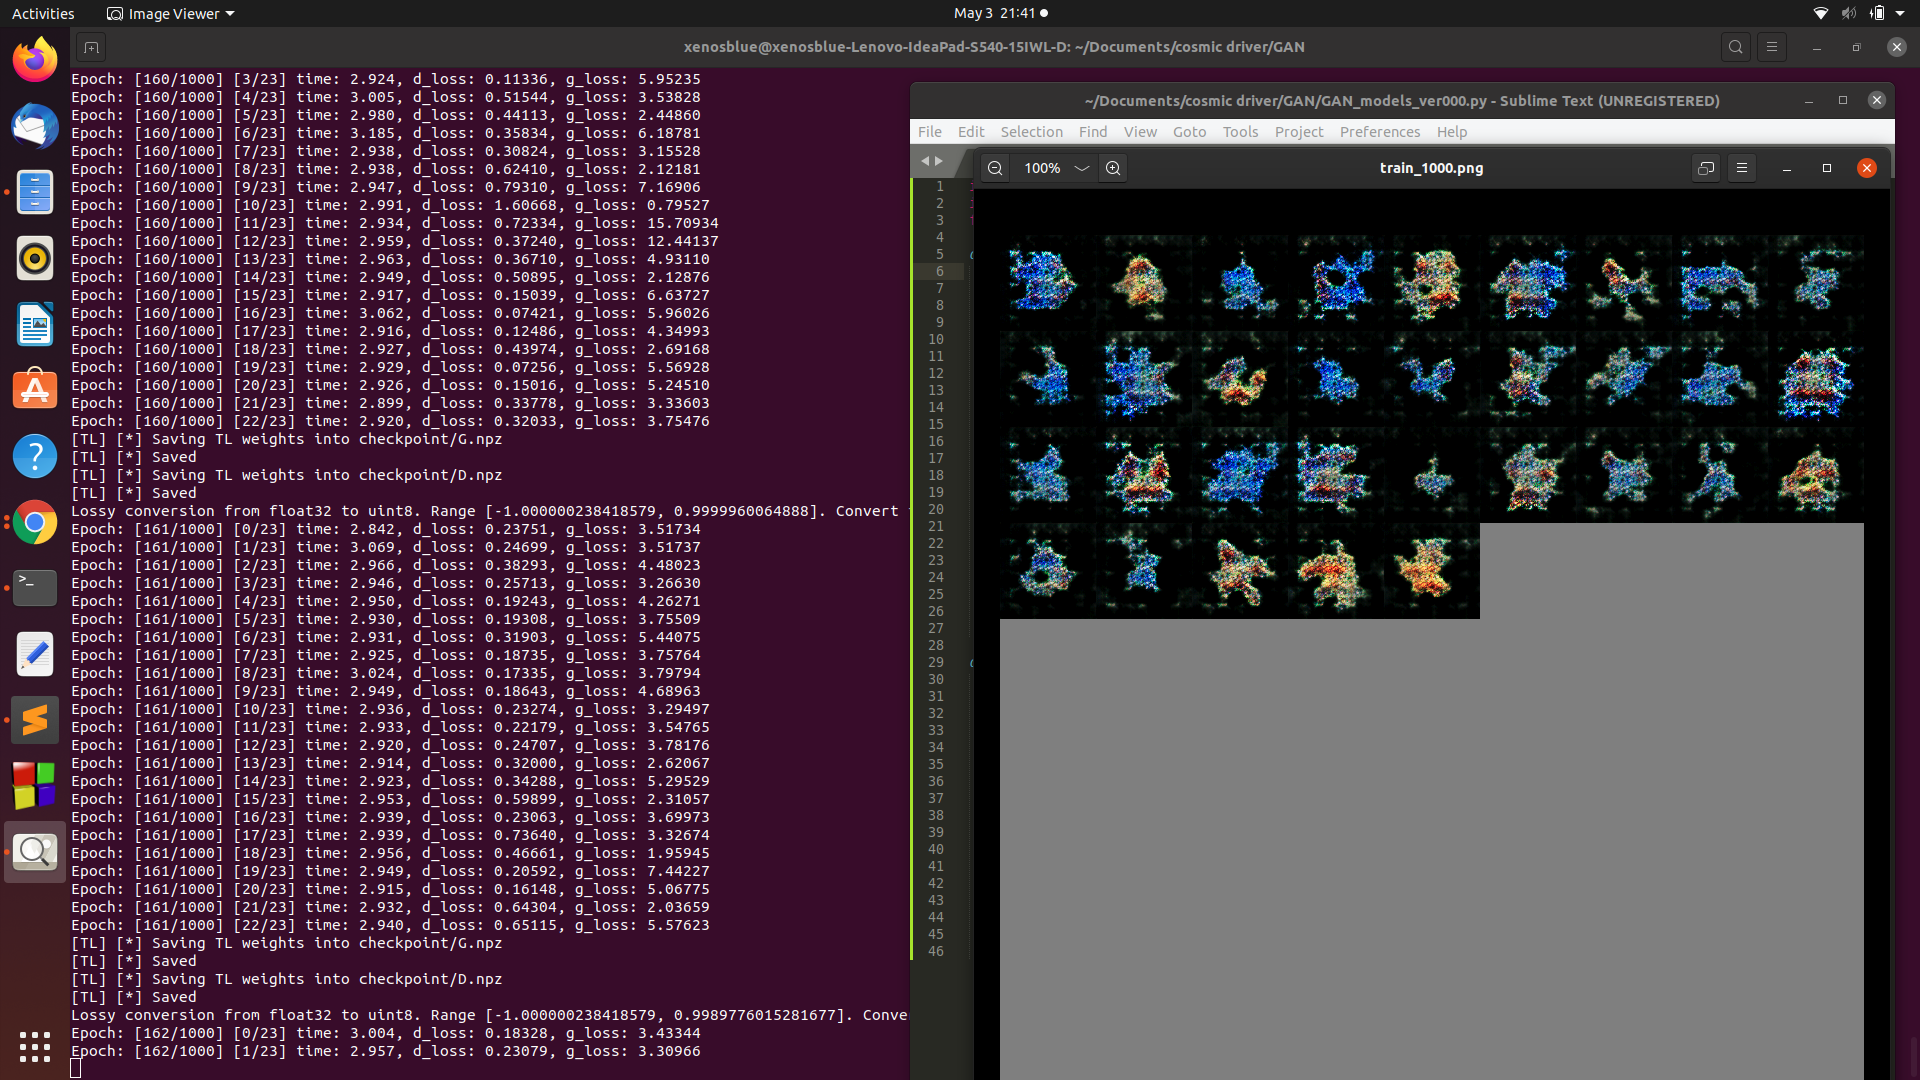 Activities
Image Viewer
May 3 21:41
xenosblue@xenosblue-Lenovo-IdeaPad-S540-15IWL-D: ~/Documents/cosmic driver/GAN
Epoch: [160/1000] [3/23] time: 2.924, d_loss: 0.11336, g_loss: 5.95235
Epoch: [160/1000] [4/23] time: 3.005, d_loss: 0.51544, g_loss: 3.53828
Epoch: [160/1000] [5/23] time: 2.980, d_loss: 0.44113, g_loss: 2.44860
Epoch: [160/1000] [6/23] time: 3.185, d_loss: 0.35834, g_loss: 6.18781
Epoch: [160/1000] [7/23] time: 2.938, d_loss: 0.30824, g_loss: 3.15528
Epoch: [160/1000] [8/23] time: 2.938, d_loss: 0.62410, g_loss: 2.12181
Epoch: [160/1000] [9/23] time: 2.947, d_loss: 0.79310, g_loss: 7.16906
Epoch: [160/1000] [10/23] time: 2.991, d_loss: 1.60668, g_loss: 0.79527
Epoch: [160/1000] [11/23] time: 2.934, d_loss: 0.72334, g_loss: 15.70934
Epoch: [160/1000] [12/23] time: 2.959, d_loss: 0.37240, g_loss: 12.44137
Epoch: [160/1000] [13/23] time: 2.963, d_loss: 0.36710, g_loss: 4.93110
Epoch: [160/1000] [14/23] time: 2.949, d_loss: 0.50895, g_loss: 2.12876
Epoch: [160/1000] [15/23] time: 2.917, d_loss: 0.15039, g_loss: 6.63727
Epoch: [160/1000] [16/23] time: 3.062, d_loss: 0.07421, g_loss: 5.96026
Epoch: [160/1000] [17/23] time: 2.916, d_loss: 0.12486, g_loss: 4.34993
Epoch: [160/1000] [18/23] time: 2.927, d_loss: 0.43974, g_loss: 2.69168
Epoch: [160/1000] [19/23] time: 2.929, d_loss: 0.07256, g_loss: 5.56928
Epoch: [160/1000] [20/23] time: 2.926, d_loss: 0.15016, g_loss: 5.24510
Epoch: [160/1000] [21/23] time: 2.899, d_loss: 0.33778, g_loss: 3.33603
Epoch: [160/1000] [22/23] time: 2.920, d_loss: 0.32033, g_loss: 3.75476
[TL] [*] Saving TL weights into checkpoint/G.npz
[TL] [*] Saved
[TL] [*] Saving TL weights into checkpoint/D.npz
[TL] [*] Saved
Lossy conversion from float32 to uint8. Range [-1.000000238418579, 0.9999960064888]. Convert
Epoch: [161/1000] [0/23] time: 2.842, d_loss: 0.23751, g_loss: 3.51734
Epoch: [161/1000] [1/23] time: 3.069, d_loss: 0.24699, g_loss: 3.51737
Epoch: [161/1000] [2/23] time: 2.966, d_loss: 0.38293, g_loss: 4.48023
Epoch: [161/1000] [3/23] time: 2.946, d_loss: 0.25713, g_loss: 3.26630
Epoch: [161/1000] [4/23] time: 2.950, d_loss: 0.19243, g_loss: 4.26271
Epoch: [161/1000] [5/23] time: 2.930, d_loss: 0.19308, g_loss: 3.75509
Epoch: [161/1000] [6/23] time: 2.931, d_loss: 0.31903, g_loss: 5.44075
Epoch: [161/1000] [7/23] time: 2.925, d_loss: 0.18735, g_loss: 3.75764
Epoch: [161/1000] [8/23] time: 3.024, d_loss: 0.17335, g_loss: 3.79794
Epoch: [161/1000] [9/23] time: 2.949, d_loss: 0.18643, g_loss: 4.68963
Epoch: [161/1000] [10/23] time: 2.936, d_loss: 0.23274, g_loss: 3.29497
Epoch: [161/1000] [11/23] time: 2.933, d_loss: 0.22179, g_loss: 3.54765
Epoch: [161/1000] [12/23] time: 2.920, d_loss: 0.24707, g_loss: 3.78176
Epoch: [161/1000] [13/23] time: 2.914, d_loss: 0.32000, g_loss: 2.62067
Epoch: [161/1000] [14/23] time: 2.923, d_loss: 0.34288, g_loss: 5.29529
Epoch: [161/1000] [15/23] time: 2.953, d_loss: 0.59899, g_loss: 2.31057
Epoch: [161/1000] [16/23] time: 2.939, d_loss: 0.23063, g_loss: 3.69973
Epoch: [161/1000] [17/23] time: 2.939, d_loss: 0.73640, g_loss: 3.32674
Epoch: [161/1000] [18/23] time: 2.956, d_loss: 0.46661, g_loss: 1.95945
Epoch: [161/1000] [19/23] time: 2.949, d_loss: 0.20592, g_loss: 7.44227
Epoch: [161/1000] [20/23] time: 2.915, d_loss: 0.16148, g_loss: 5.06775
Epoch: [161/1000] [21/23] time: 2.932, d_loss: 0.64304, g_loss: 2.03659
Epoch: [161/1000] [22/23] time: 2.940, d_loss: 0.65115, g_loss: 5.57623
[TL] [*] Saving TL weights into checkpoint/G.npz
[TL] [*] Saved
[TL] [*] Saving TL weights into checkpoint/D.npz
[TL] [*] Saved
Lossy conversion from float32 to uint8. Range [-1.000000238418579, 0.9989776015281677]. Conve
Epoch: [162/1000] [0/23] time: 3.004, d_loss: 0.18328, g_loss: 3.43344
Epoch: [162/1000] [1/23] time: 2.957, d_loss: 0.23079, g_loss: 3.30966
~/Documents/cosmic driver/GAN/GAN_models_ver000.py - Sublime Text (UNREGISTERED)
File Edit Selection Find View Goto Tools Project Preferences Help
100%
train_1000.png
1
2
3
4
5
6
7
8
9
10
11
12
13
14
15
16
17
18
19
20
21
22
23
24
25
26
27
28
29
30
31
32
33
34
35
36
37
38
39
40
41
42
43
44
45
46